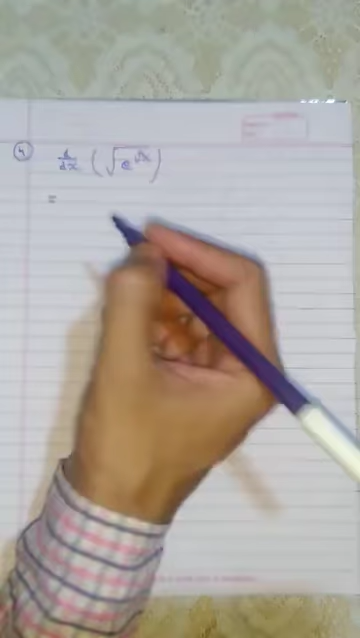 4
d/dx (√(e^√x))
=